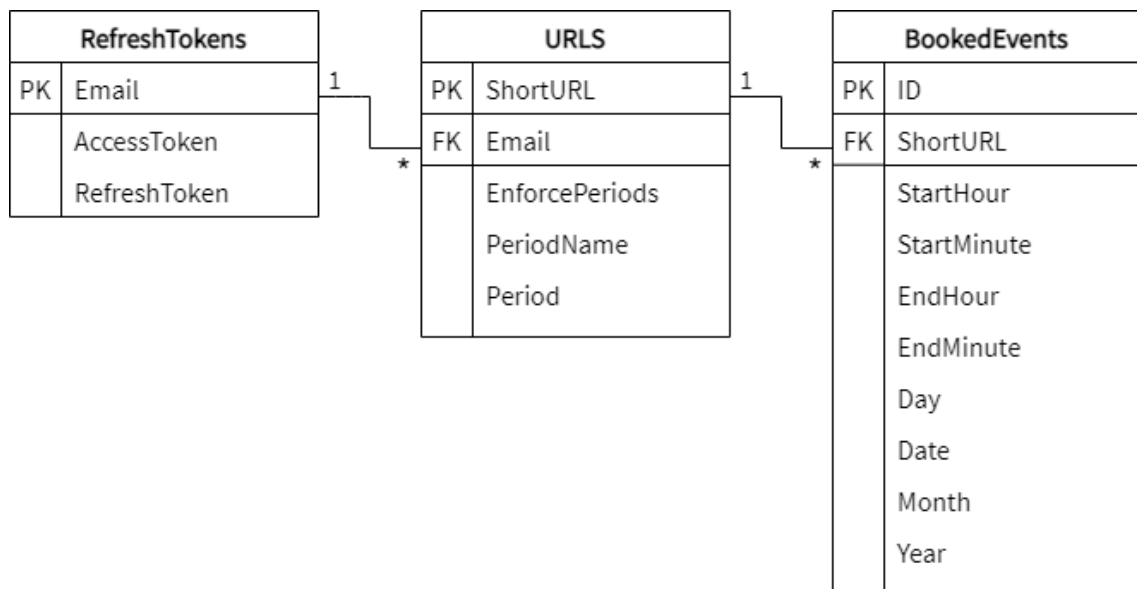 RefreshTokens
PK Email
AccessToken
RefreshToken
1
*
URLS
PK ShortURL
FK Email
EnforcePeriods
PeriodName
Period
1
*
BookedEvents
PK ID
FK ShortURL
StartHour
StartMinute
EndHour
EndMinute
Day
Date
Month
Year